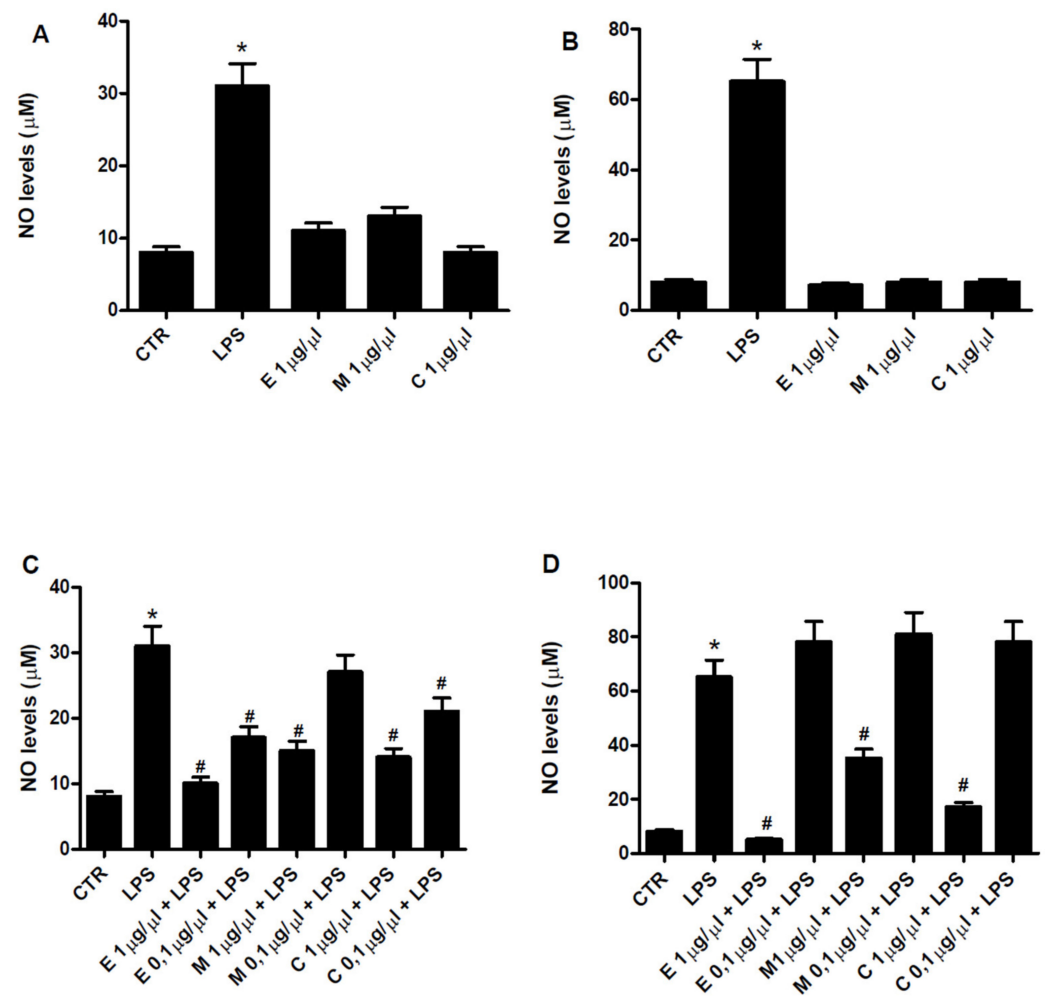 A
NO levels (μM)
40
30
20
10
0
*
CTR
LPS
E 1μg/μl
M 1μg/μl
C 1μg/μl
B
NO levels (μM)
80
60
40
20
0
*
CTR
LPS
E 1μg/μl
M 1μg/μl
C 1μg/μl
C
NO levels (μM)
40
30
20
10
0
*
#
#
#
#
#
CTR
LPS
E 1μg/μl + LPS
E 0,1μg/μl + LPS
M 1μg/μl + LPS
M 0,1μg/μl + LPS
C 1μg/μl + LPS
C 0,1μg/μl + LPS
D
NO levels (μM)
100
80
60
40
20
0
*
#
#
#
CTR
LPS
E 1μg/μl + LPS
E 0,1μg/μl + LPS
M1μg/μl + LPS
M 0,1μg/μl + LPS
C 1μg/μl + LPS
C 0,1μg/μl + LPS